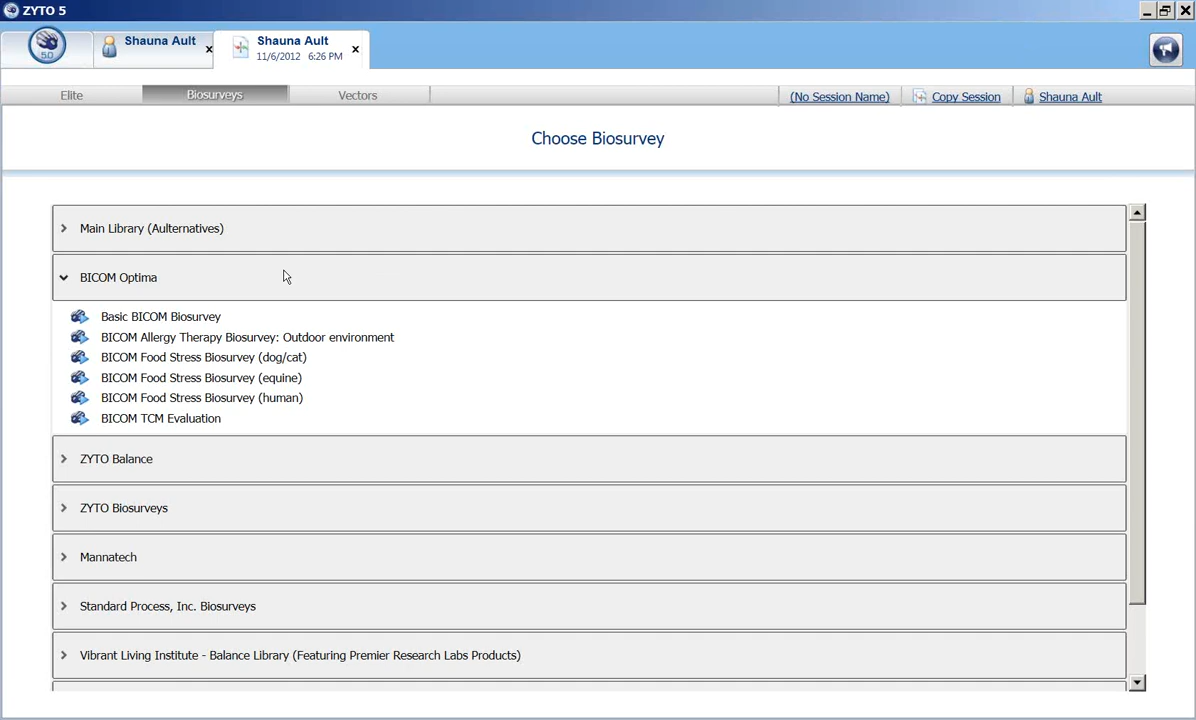 ZYTO 5
50
Shauna Ault
Shauna Ault
11/6/2012 6:26 PM
Elite
Biosurveys
Vectors
(No Session Name)
Copy Session
Shauna Ault
Choose Biosurvey
Main Library (Aulternatives)
BICOM Optima
Basic BICOM Biosurvey
BICOM Allergy Therapy Biosurvey: Outdoor environment
BICOM Food Stress Biosurvey (dog/cat)
BICOM Food Stress Biosurvey (equine)
BICOM Food Stress Biosurvey (human)
BICOM TCM Evaluation
ZYTO Balance
ZYTO Biosurveys
Mannatech
Standard Process, Inc. Biosurveys
Vibrant Living Institute - Balance Library (Featuring Premier Research Labs Products)